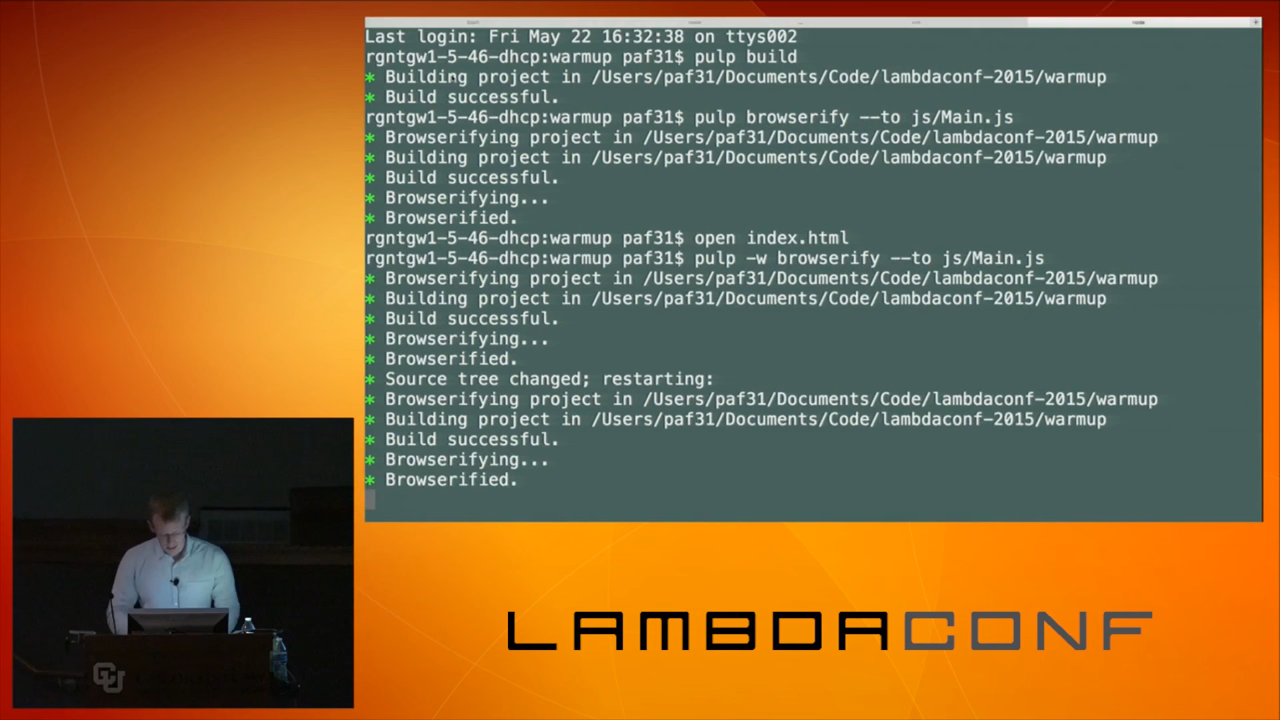 Last login: Fri May 22 16:32:38 on ttys002
rgntgw1-5-46-dhcp:warmup paf31$ pulp build
* Building project in /Users/paf31/Documents/Code/lambdaconf-2015/warmup
* Build successful.
rgntgw1-5-46-dhcp:warmup paf31$ pulp browserify --to js/Main.js
* Browserifying project in /Users/paf31/Documents/Code/lambdaconf-2015/warmup
* Building project in /Users/paf31/Documents/Code/lambdaconf-2015/warmup
* Build successful.
* Browserifying...
* Browserified.
rgntgw1-5-46-dhcp:warmup paf31$ open index.html
rgntgw1-5-46-dhcp:warmup paf31$ pulp -w browserify --to js/Main.js
* Browserifying project in /Users/paf31/Documents/Code/lambdaconf-2015/warmup
* Building project in /Users/paf31/Documents/Code/lambdaconf-2015/warmup
* Build successful.
* Browserifying...
* Browserified.
* Source tree changed; restarting:
* Browserifying project in /Users/paf31/Documents/Code/lambdaconf-2015/warmup
* Building project in /Users/paf31/Documents/Code/lambdaconf-2015/warmup
* Build successful.
* Browserifying...
* Browserified.
LAMBDACONF
CU